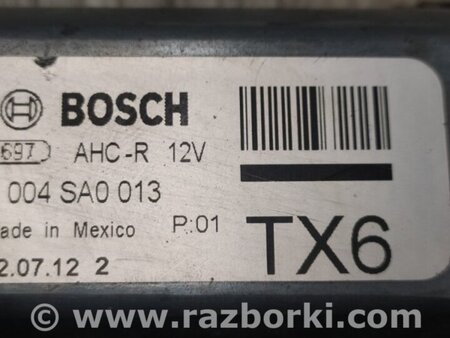 BOSCH
697 AHC-R 12V
004 SA0 013
ade in Mexico P:01
2.07.12 2
TX6
© www.razborki.com